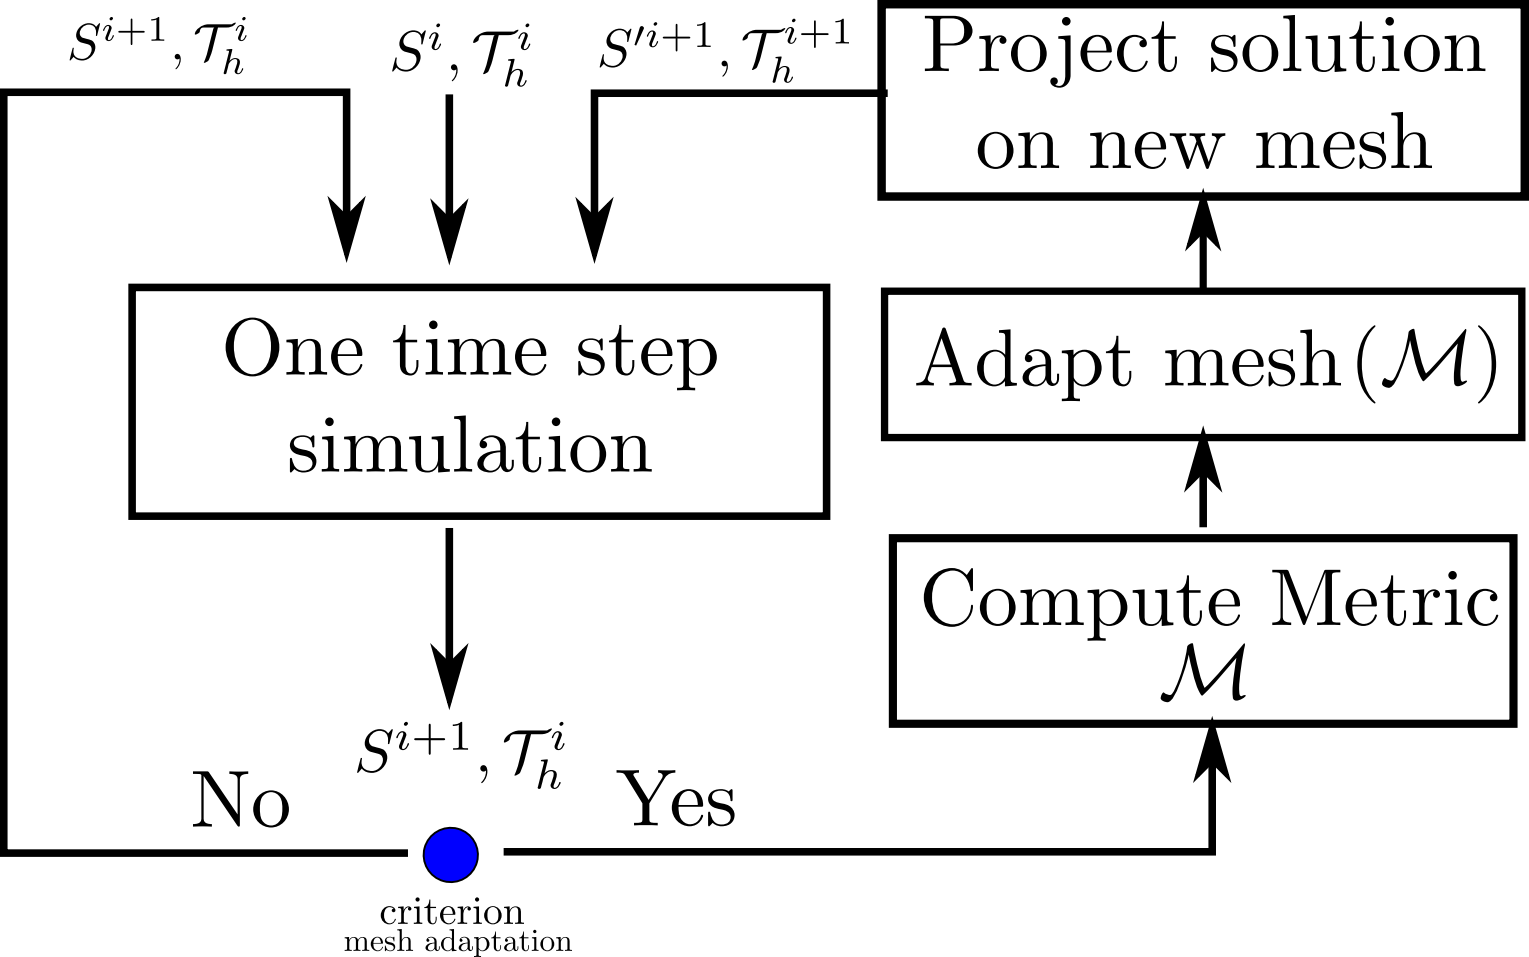 S^{i+1}, 𝒯_h^i
S^i, 𝒯_h^i
S'^{i+1}, 𝒯_h^{i+1}
Project solution
on new mesh
One time step
simulation
Adapt mesh(ℳ)
Compute Metric
ℳ
S^{i+1}, 𝒯_h^i
No
Yes
criterion
mesh adaptation